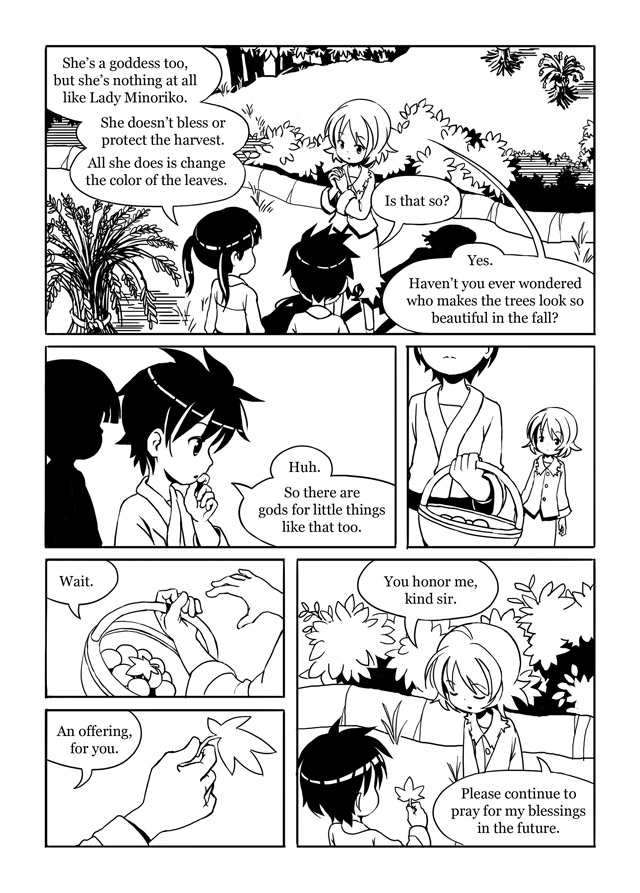 She's a goddess too,
but she's nothing at all
like Lady Minoriko.
She doesn't bless or
protect the harvest.
All she does is change
the color of the leaves.
Is that so?
Yes.
Haven't you ever wondered
who makes the trees look so
beautiful in the fall?
Huh.
So there are
gods for little things
like that too.
Wait.
An offering,
for you.
You honor me,
kind sir.
Please continue to
pray for my blessings
in the future.